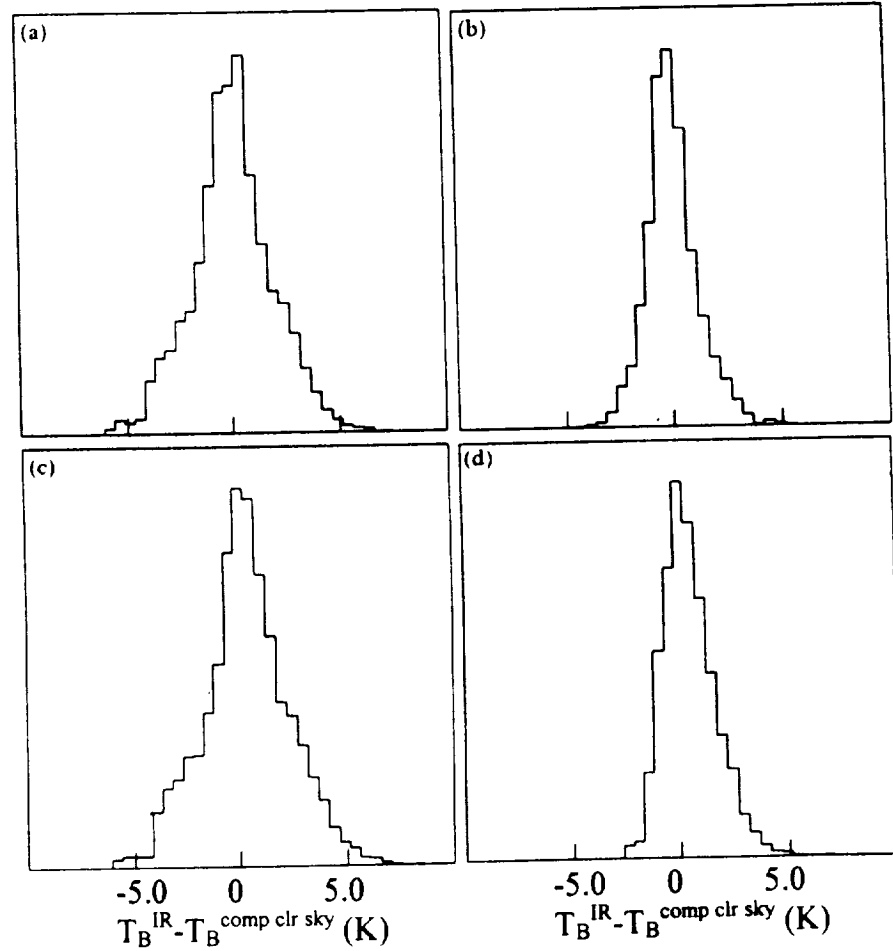 (a)
(b)
(c)
(d)
-5.0 0 5.0
-5.0 0 5.0
T_B^IR-T_B^comp clr sky (K)
T_B^IR-T_B^comp clr sky (K)